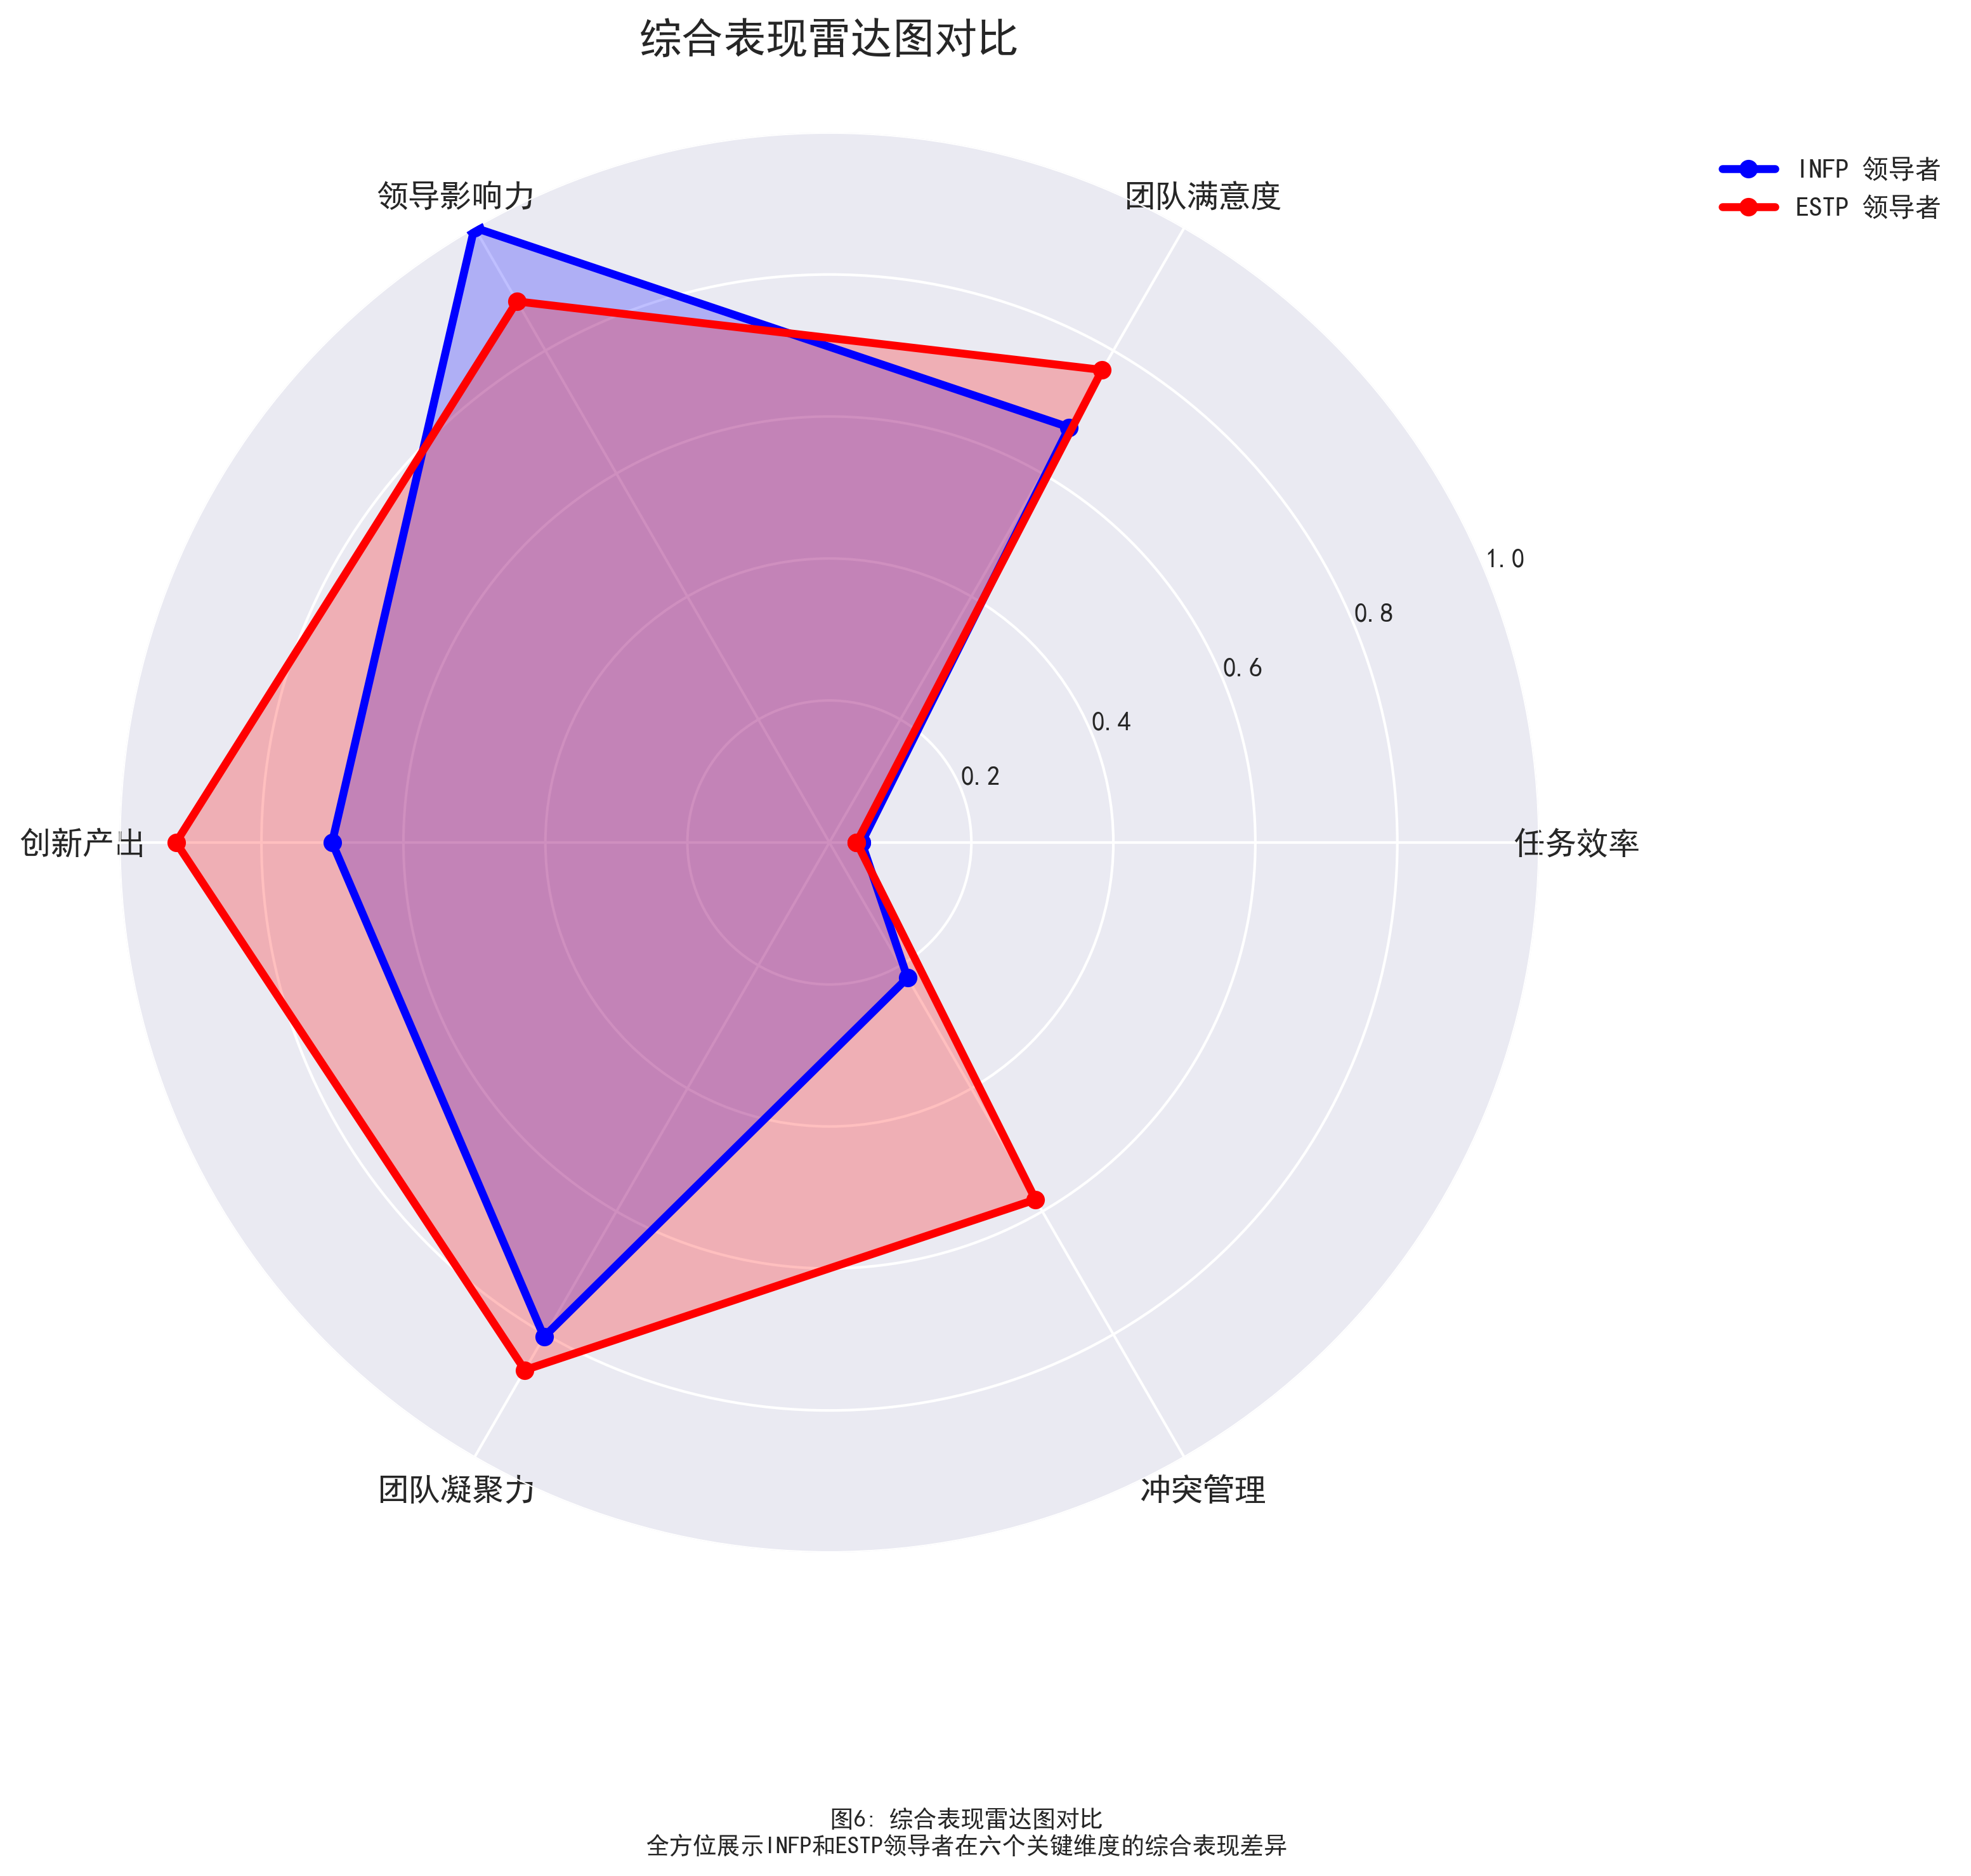 综合表现雷达图对比
INFP 领导者
ESTP 领导者
领导影响力
团队满意度
1.0
0.8
0.6
0.4
0.2
创新产出
任务效率
团队凝聚力
冲突管理
图6: 综合表现雷达图对比
全方位展示INFP和ESTP领导者在六个关键维度的综合表现差异